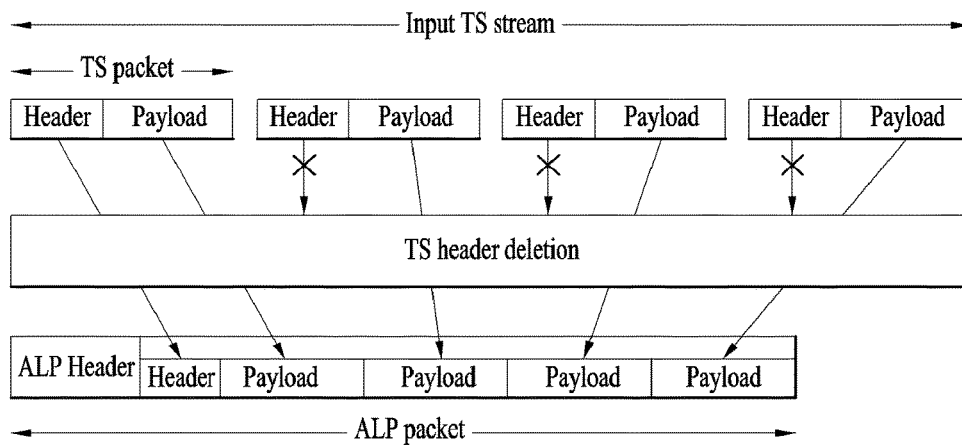 Input TS stream
TS packet
Header Payload Header Payload Header Payload Header Payload
TS header deletion
ALP Header Header Payload Payload Payload Payload
ALP packet